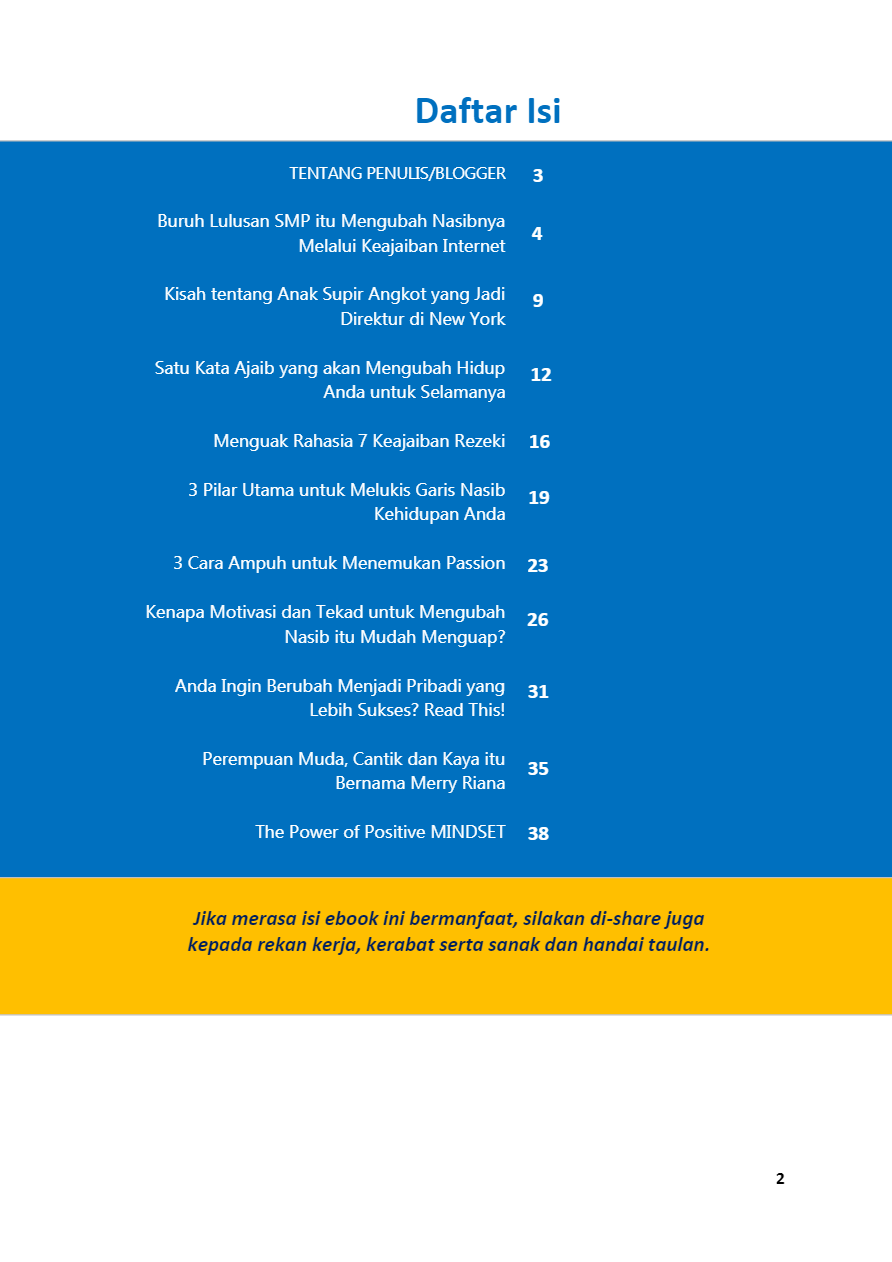 Daftar Isi
TENTANG PENULIS/BLOGGER 3
Buruh Lulusan SMP itu Mengubah Nasibnya
Melalui Keajaiban Internet 4
Kisah tentang Anak Supir Angkot yang Jadi
Direktur di New York 9
Satu Kata Ajaib yang akan Mengubah Hidup
Anda untuk Selamanya 12
Menguak Rahasia 7 Keajaiban Rezeki 16
3 Pilar Utama untuk Melukis Garis Nasib
Kehidupan Anda 19
3 Cara Ampuh untuk Menemukan Passion 23
Kenapa Motivasi dan Tekad untuk Mengubah
Nasib itu Mudah Menguap? 26
Anda Ingin Berubah Menjadi Pribadi yang
Lebih Sukses? Read This! 31
Perempuan Muda, Cantik dan Kaya itu
Bernama Merry Riana 35
The Power of Positive MINDSET 38
Jika merasa isi ebook ini bermanfaat, silakan di-share juga
kepada rekan kerja, kerabat serta sanak dan handai taulan.
2